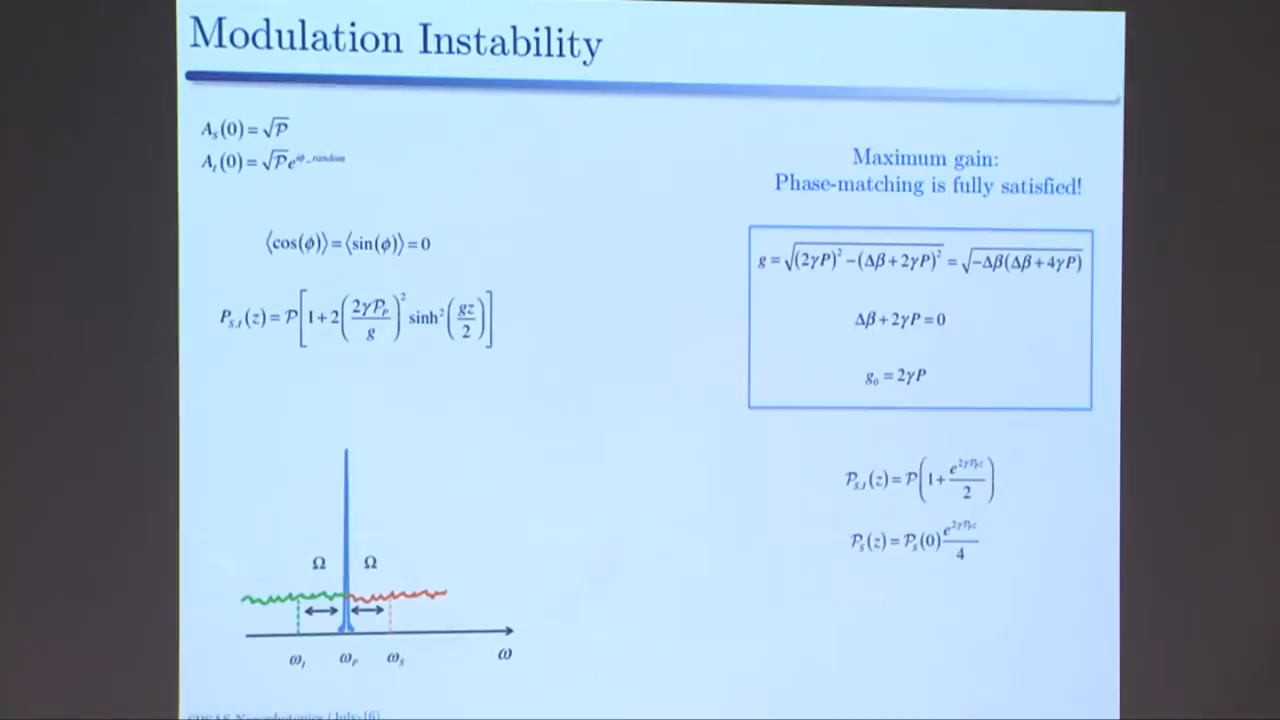 Modulation Instability
A_s(0) = √𝒫
A_i(0) = √𝒫 e^{iφ_random}
⟨cos(ϕ)⟩ = ⟨sin(ϕ)⟩ = 0
P_{s,i}(z) = 𝒫[1+2(2γ𝒫_p/g)² sinh²(gz/2)]
Ω Ω
ω_i ω_p ω_s ω
Maximum gain:
Phase-matching is fully satisfied!
g = √((2γP)² −(Δβ+2γP)²) = √(−Δβ(Δβ+4γP))
Δβ+2γP = 0
g₀ = 2γP
𝒫_{s,i}(z) = 𝒫(1+ e^{2γ𝒫_p z}/2)
𝒫_s(z) = 𝒫_s(0) e^{2γ𝒫_p z}/4